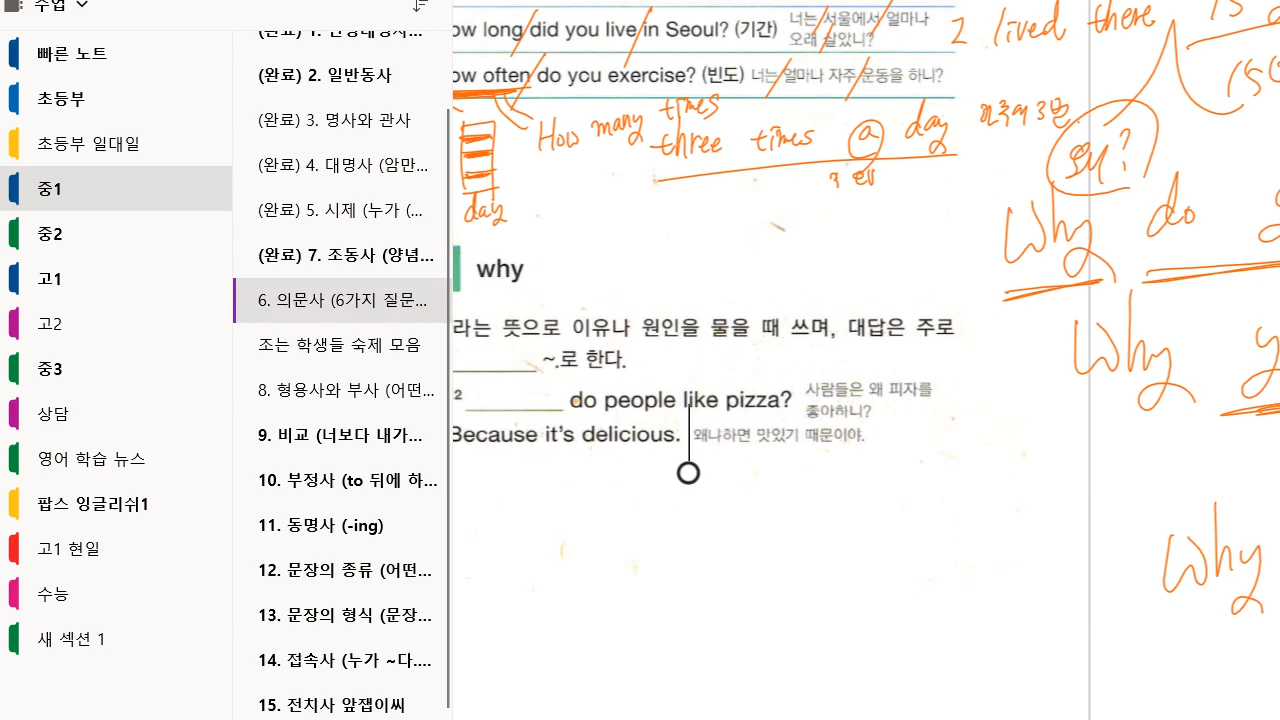 수업
빠른 노트
초등부
초등부 일대일
중1
중2
고1
고2
중3
상담
영어 학습 뉴스
팝스 잉글리쉬1
고1 현일
수능
새 섹션 1
(완료) 2. 일반동사
(완료) 3. 명사와 관사
(완료) 4. 대명사 (암만...
(완료) 5. 시제 (누가 (...
(완료) 7. 조동사 (양념...
6. 의문사 (6가지 질문...
조는 학생들 숙제 모음
8. 형용사와 부사 (어떤...
9. 비교 (너보다 내가...
10. 부정사 (to 뒤에 하...
11. 동명사 (-ing)
12. 문장의 종류 (어떤...
13. 문장의 형식 (문장...
14. 접속사 (누가 ~다....
15. 전치사 앞잽이씨
ow long did you live in Seoul? (기간) 너는 서울에서 얼마나
오래 살았니?
ow often do you exercise? (빈도) 너는 얼마나 자주 운동을 하니?
times
How many three times a day
day
lived there
왜?
Why do
Why y
Why
why
라는 뜻으로 이유나 원인을 물을 때 쓰며, 대답은 주로
~.로 한다.
2 do people like pizza? 사람들은 왜 피자를
좋아하니?
Because it's delicious. 왜냐하면 맛있기 때문이야.